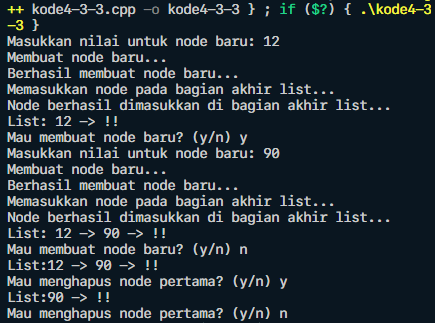 ++ kode4-3-3.cpp -o kode4-3-3 } ; if ($?) { .\kode4-3
-3 }
Masukkan nilai untuk node baru: 12
Membuat node baru...
Berhasil membuat node baru...
Memasukkan node pada bagian akhir list...
Node berhasil dimasukkan di bagian akhir list...
List: 12 -> !!
Mau membuat node baru? (y/n) y
Masukkan nilai untuk node baru: 90
Membuat node baru...
Berhasil membuat node baru...
Memasukkan node pada bagian akhir list...
Node berhasil dimasukkan di bagian akhir list...
List: 12 -> 90 -> !!
Mau membuat node baru? (y/n) n
List:12 -> 90 -> !!
Mau menghapus node pertama? (y/n) y
List:90 -> !!
Mau menghapus node pertama? (y/n) n